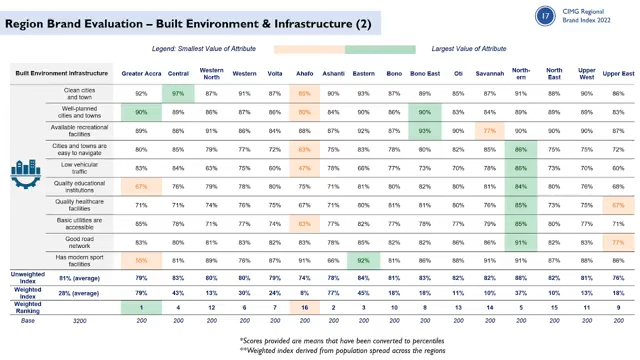 Region Brand Evaluation – Built Environment & Infrastructure (2)
17
CIMG Regional
Brand Index 2022
Legend: Smallest Value of Attribute
Largest Value of Attribute
Built Environment Infrastructure Greater Accra Central Western North Western Volta Ahafo Ashanti Eastern Bono Bono East Oti Savannah North-ern North East Upper West Upper East
Clean cities and town 92% 97% 87% 91% 87% 85% 90% 93% 87% 89% 85% 87% 91% 88% 90% 86%
Well-planned cities and towns 90% 89% 86% 87% 86% 80% 84% 90% 86% 90% 83% 84% 89% 89% 89% 83%
Available recreational facilities 89% 88% 91% 86% 84% 88% 87% 92% 87% 93% 90% 77% 90% 90% 90% 87%
Cities and towns are easy to navigate 80% 85% 79% 77% 72% 63% 75% 83% 78% 80% 82% 85% 86% 75% 75% 72%
Low vehicular traffic 83% 84% 63% 75% 60% 47% 78% 66% 77% 73% 70% 78% 86% 73% 70% 60%
Quality educational institutions 67% 76% 79% 78% 80% 75% 71% 81% 80% 82% 80% 81% 84% 80% 76% 68%
Quality healthcare facilities 71% 71% 74% 76% 75% 67% 71% 80% 81% 82% 78% 76% 85% 73% 75% 67%
Basic utilities are accessible 85% 78% 71% 77% 74% 63% 77% 82% 77% 78% 77% 79% 85% 80% 77% 71%
Good road network 83% 80% 81% 83% 82% 83% 78% 85% 82% 82% 86% 86% 91% 82% 83% 77%
Has modern sport facilities 55% 81% 89% 76% 87% 91% 66% 92% 81% 86% 88% 91% 91% 87% 88% 86%
Unweighted Index 81% (average) 79% 83% 80% 80% 79% 74% 78% 84% 81% 83% 82% 82% 88% 82% 81% 76%
Weighted Index 28% (average) 79% 43% 13% 30% 24% 8% 77% 45% 18% 18% 11% 10% 37% 10% 13% 18%
Weighted Ranking 1 4 12 6 7 16 2 3 10 8 13 14 5 15 11 9
Base 3200 200 200 200 200 200 200 200 200 200 200 200 200 200 200 200 200
*Scores provided are means that have been converted to percentiles
**Weighted index derived from population spread across the regions